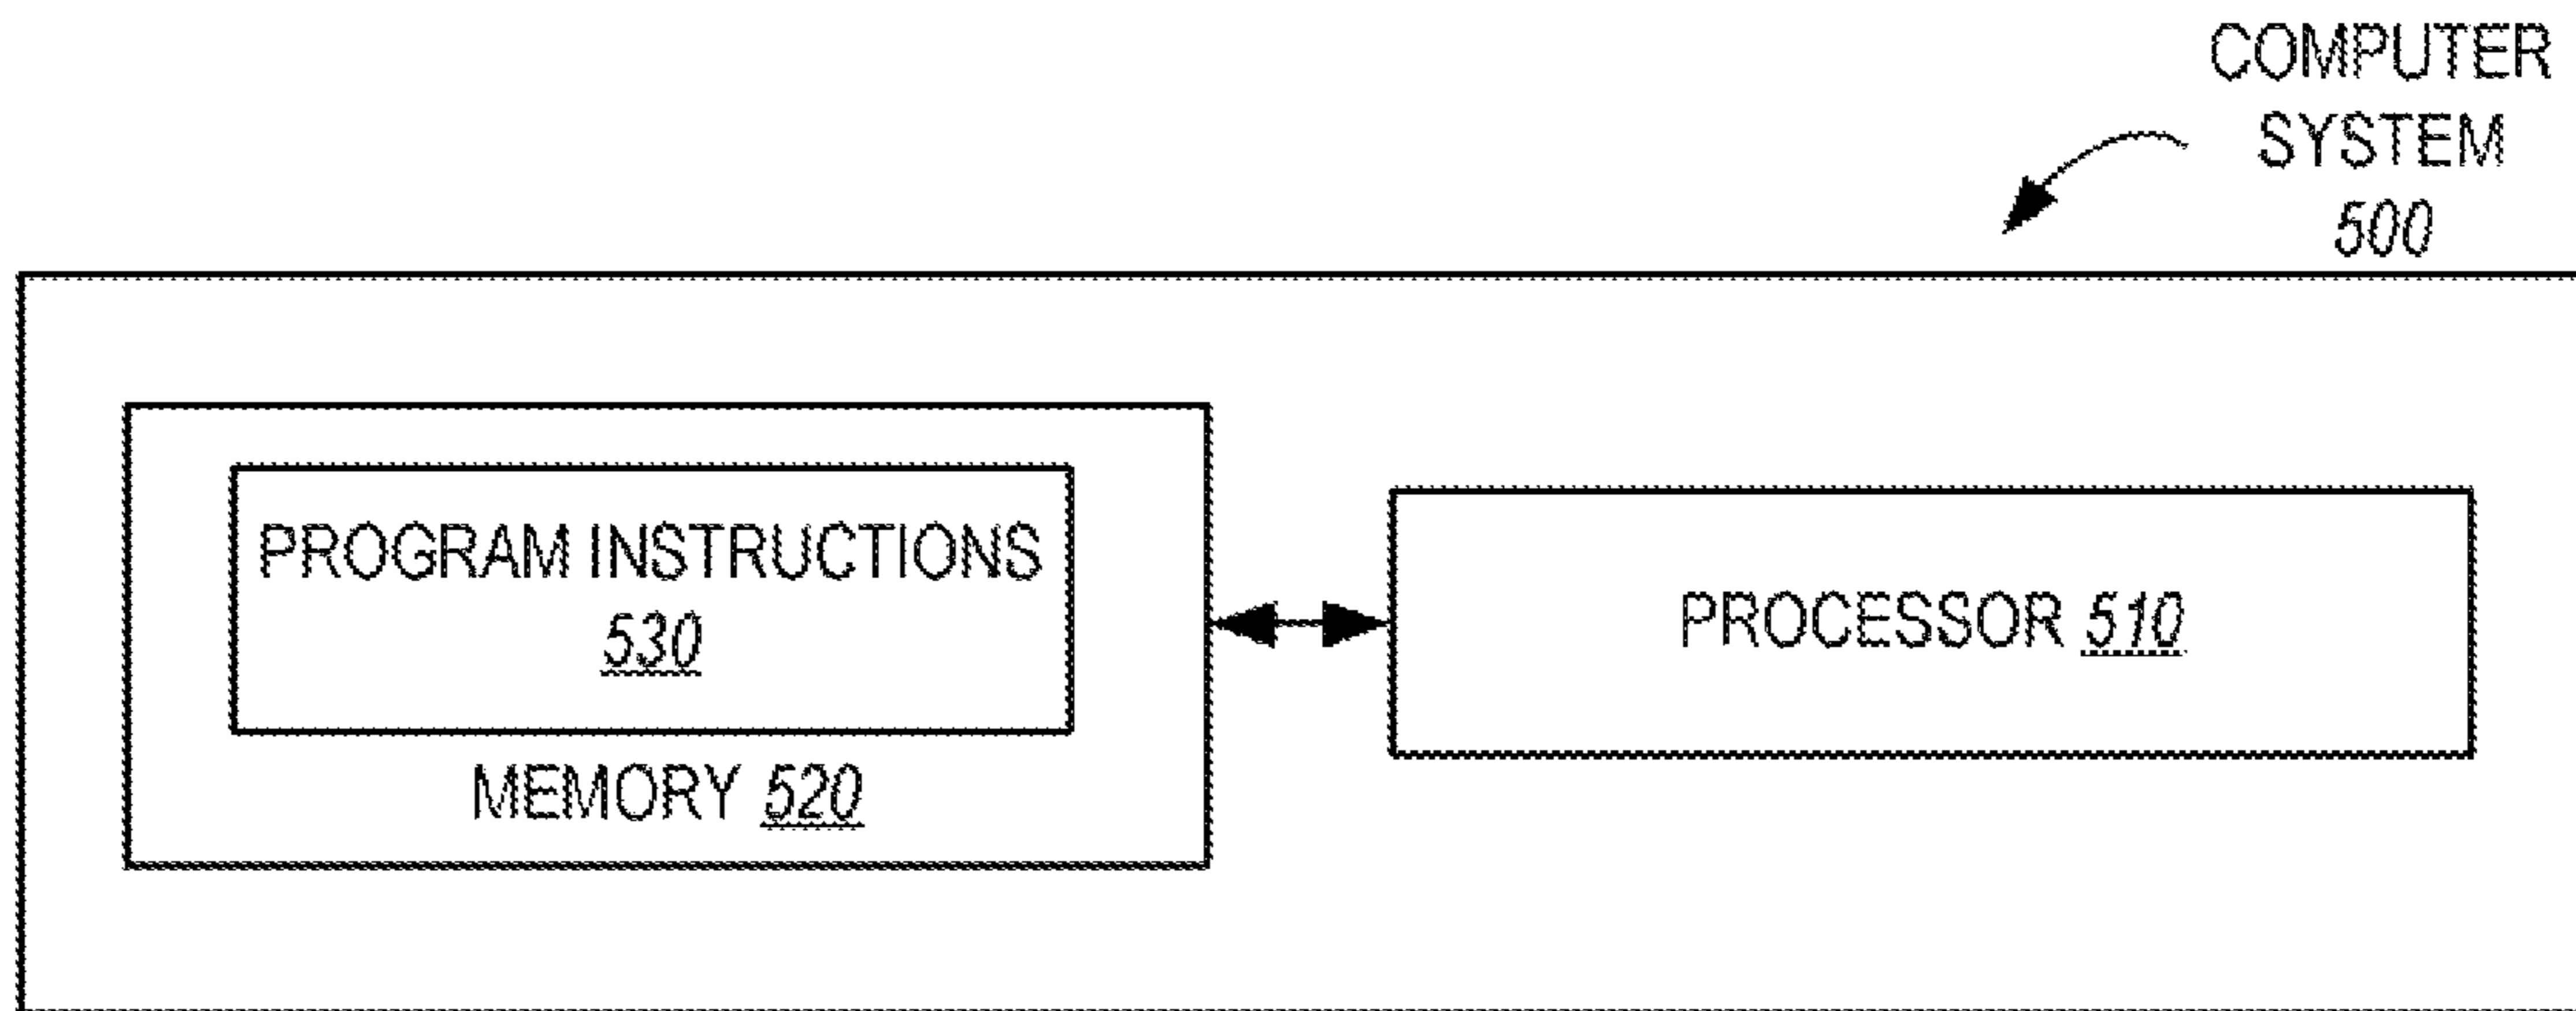 COMPUTER
SYSTEM
500
PROGRAM INSTRUCTIONS
530
MEMORY 520
PROCESSOR 510